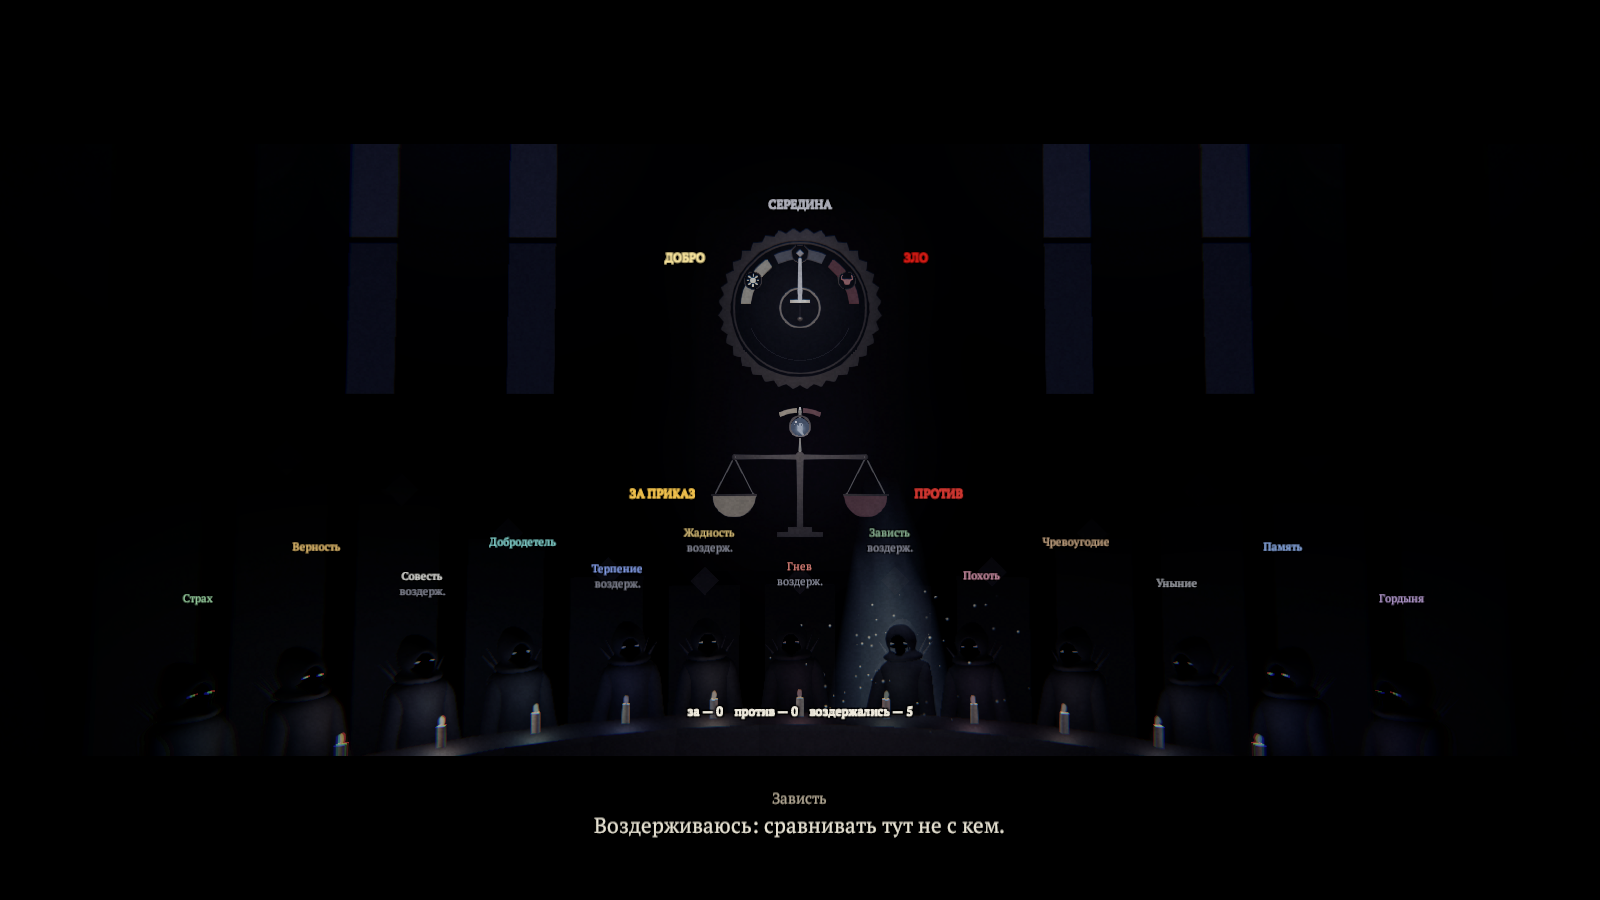 СЕРЕДИНА
ДОБРО
ЗЛО
ЗА ПРИКАЗ
ПРОТИВ
Жадность
воздерж.
Зависть
воздерж.
Верность
Добродетель
Чревоугодие
Память
Совесть
воздерж.
Терпение
воздерж.
Гнев
воздерж.
Похоть
Уныние
Страх
Гордыня
за — 0 против — 0 воздержались — 5
Зависть
Воздерживаюсь: сравнивать тут не с кем.